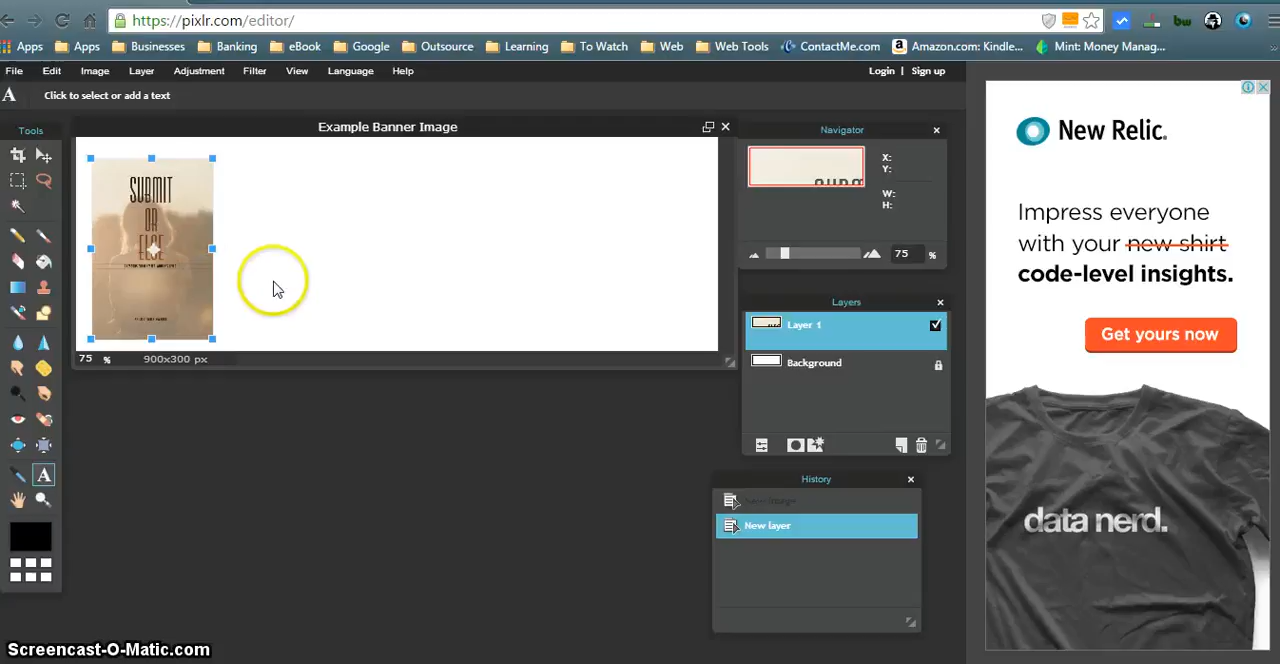 https://pixlr.com/editor/
bw
Apps Apps Businesses Banking eBook Google Outsource Learning To Watch Web Web Tools ContactMe.com Amazon.com: Kindle... Mint: Money Manag...
File Edit Image Layer Adjustment Filter View Language Help Login | Sign up
A Click to select or add a text
Tools
Example Banner Image
SUBMIT
OR
ELSE
75 % 900x300 px
Navigator
X:
Y:
W:
H:
75 %
Layers
Layer 1
Background
History
New image
New layer
A
New Relic.
Impress everyone
with your new shirt
code-level insights.
Get yours now
data nerd.
Screencast-O-Matic.com